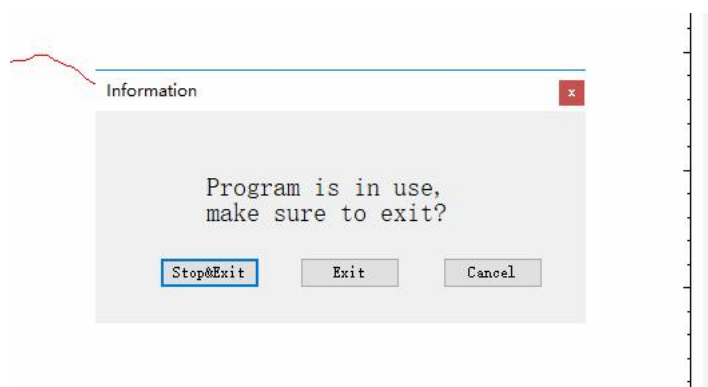 Information
x
Program is in use,
make sure to exit?
Stop&Exit
Exit
Cancel